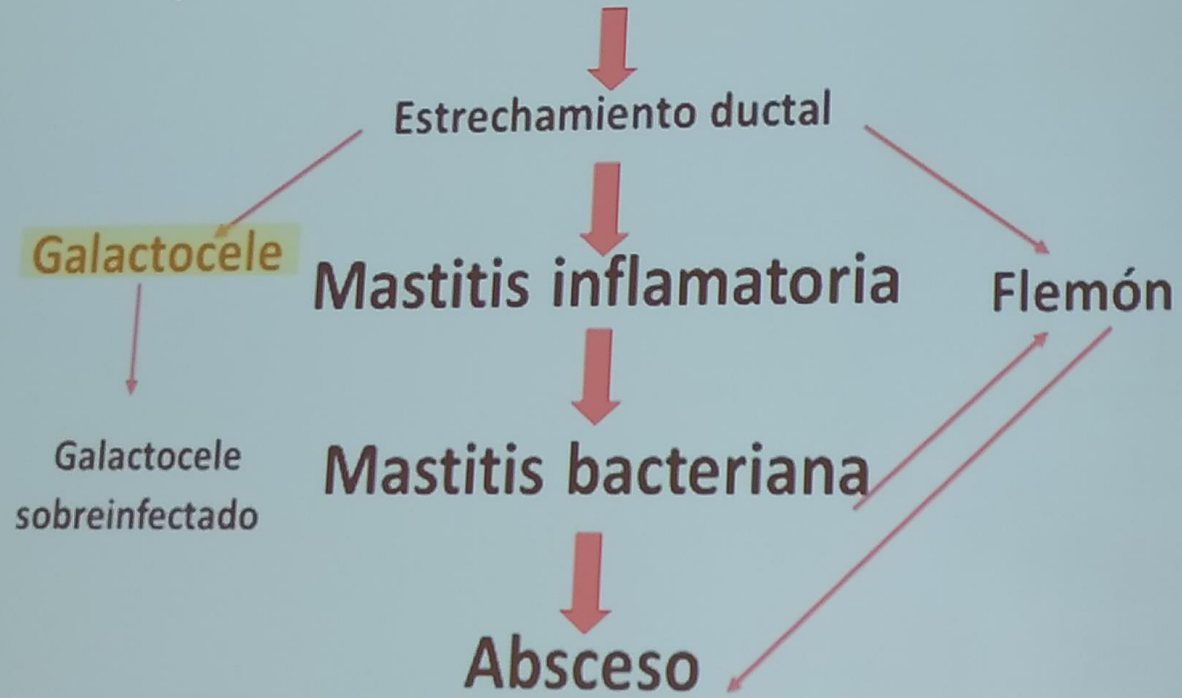 Estrechamiento ductal
Galactocele
Mastitis inflamatoria
Flemón
Galactocele
sobreinfectado
Mastitis bacteriana
Absceso